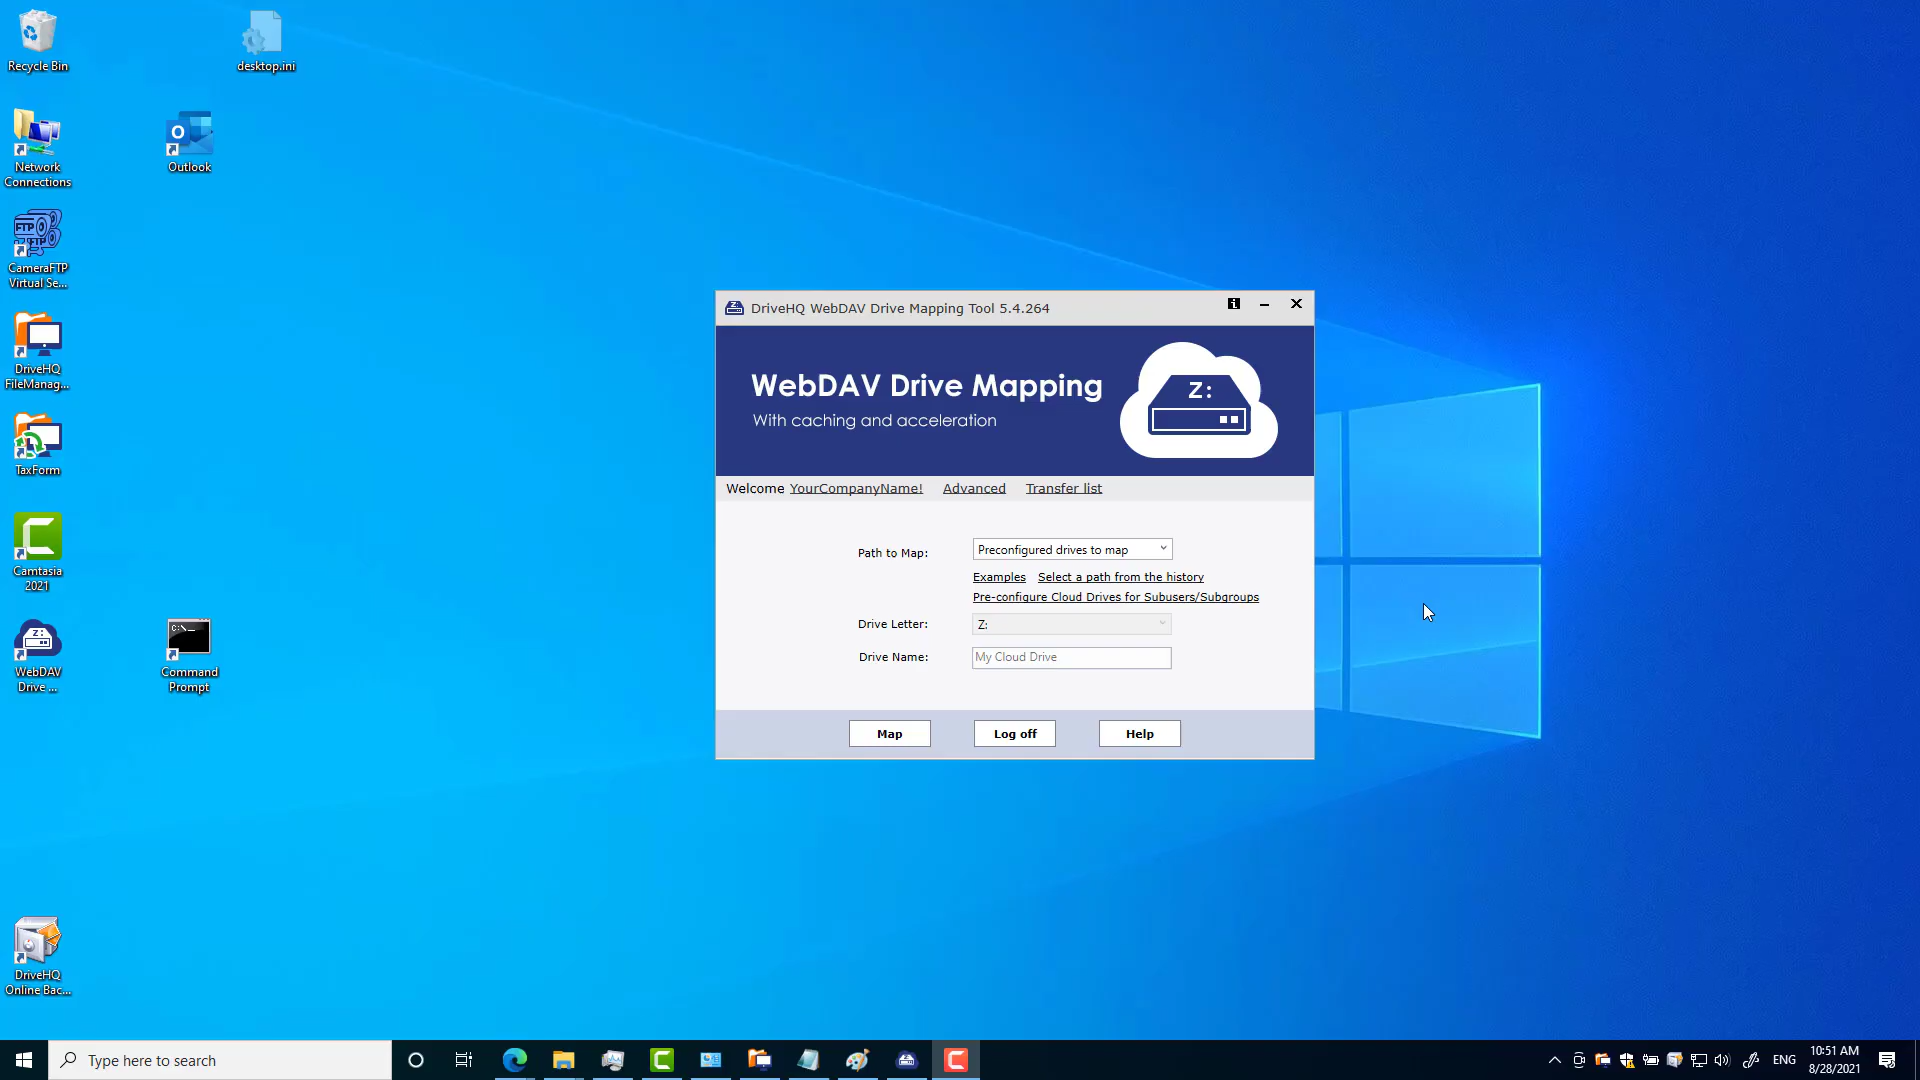 Recycle Bin
desktop.ini
Network
Connections
Outlook
FTP
FTP
CameraFTP
Virtual Se...
DriveHQ
FileManag...
TaxForm
Camtasia
2021
Z:
WebDAV
Drive ...
C:\_
Command
Prompt
DriveHQ
Online Bac...
DriveHQ WebDAV Drive Mapping Tool 5.4.264
WebDAV Drive Mapping
With caching and acceleration
Z:
Welcome YourCompanyName! Advanced Transfer list
Path to Map: Preconfigured drives to map
Examples Select a path from the history
Pre-configure Cloud Drives for Subusers/Subgroups
Drive Letter: Z:
Drive Name: My Cloud Drive
Map Log off Help
Type here to search
ENG
10:51 AM
8/28/2021